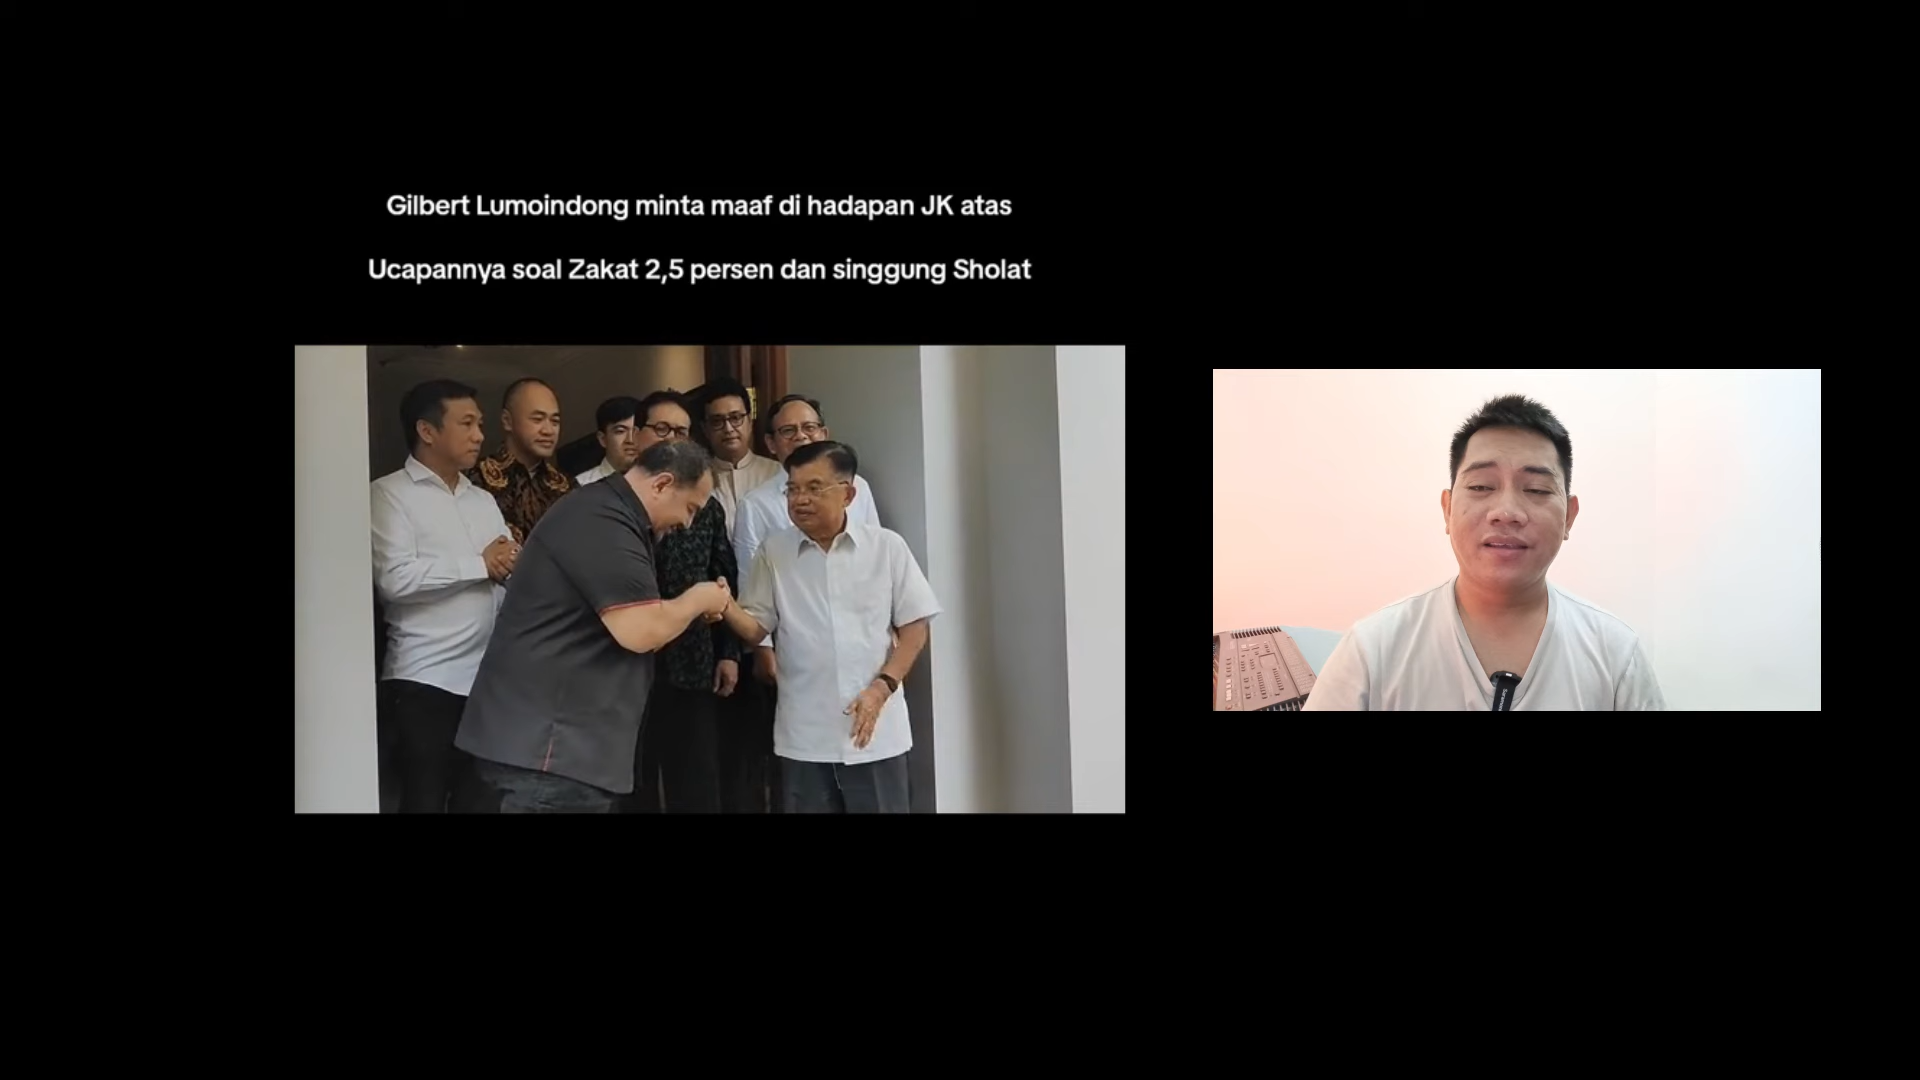 Gilbert Lumoindong minta maaf di hadapan JK atas
Ucapannya soal Zakat 2,5 persen dan singgung Sholat